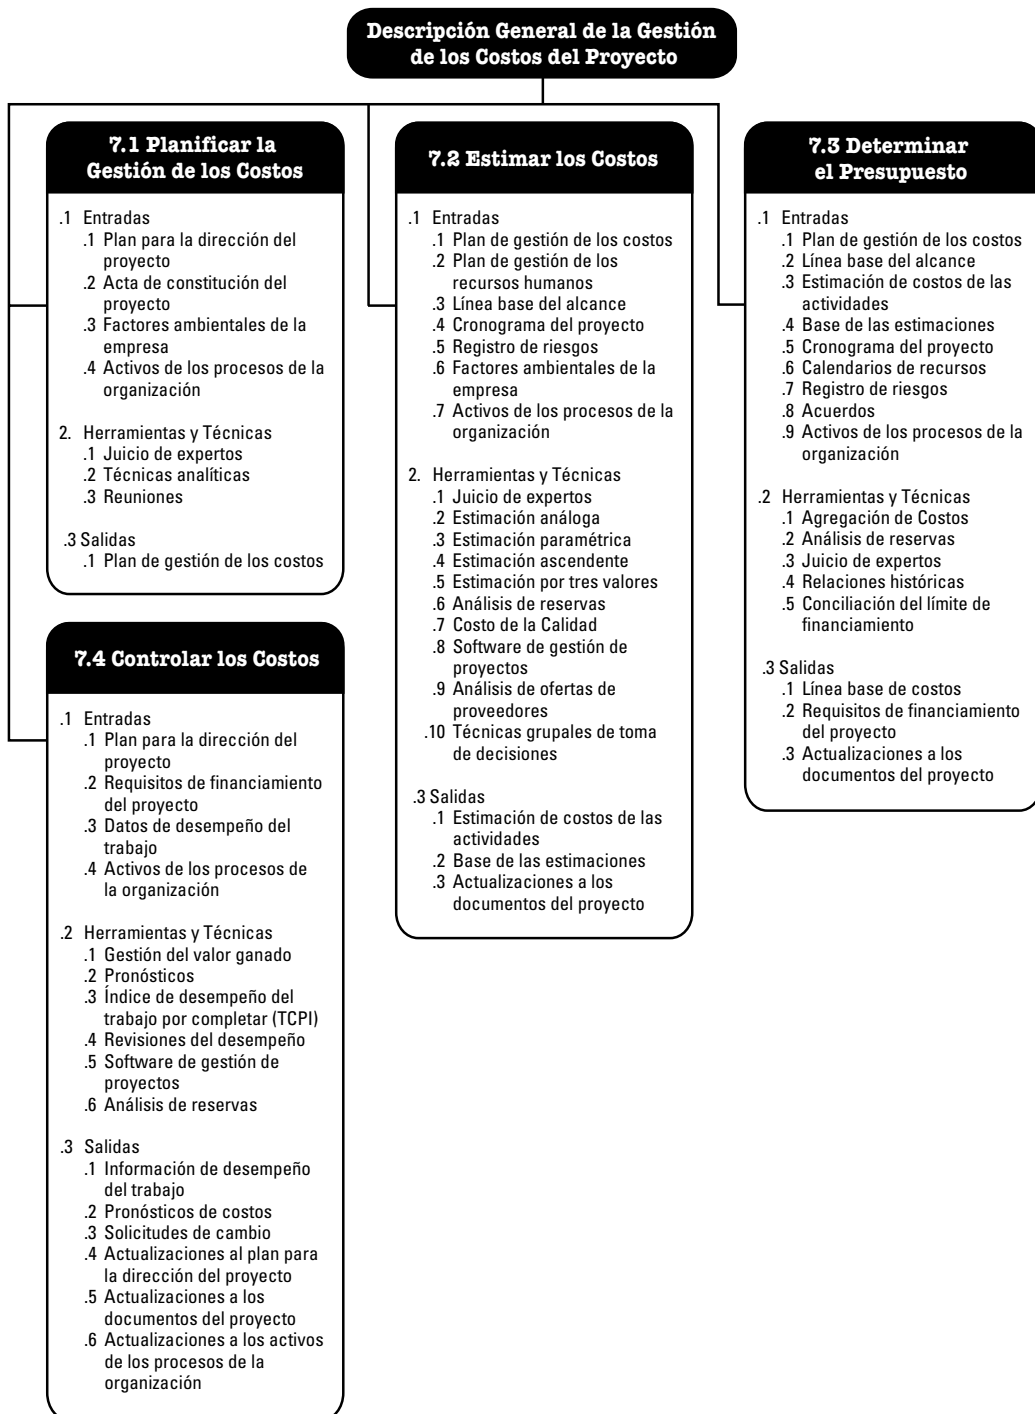 Descripción General de la Gestión
de los Costos del Proyecto
7.1 Planificar la
Gestión de los Costos
.1 Entradas
.1 Plan para la dirección del
proyecto
.2 Acta de constitución del
proyecto
.3 Factores ambientales de la
empresa
.4 Activos de los procesos de la
organización
2. Herramientas y Técnicas
.1 Juicio de expertos
.2 Técnicas analíticas
.3 Reuniones
.3 Salidas
.1 Plan de gestión de los costos
7.2 Estimar los Costos
.1 Entradas
.1 Plan de gestión de los costos
.2 Plan de gestión de los
recursos humanos
.3 Línea base del alcance
.4 Cronograma del proyecto
.5 Registro de riesgos
.6 Factores ambientales de la
empresa
.7 Activos de los procesos de la
organización
2. Herramientas y Técnicas
.1 Juicio de expertos
.2 Estimación análoga
.3 Estimación paramétrica
.4 Estimación ascendente
.5 Estimación por tres valores
.6 Análisis de reservas
.7 Costo de la Calidad
.8 Software de gestión de
proyectos
.9 Análisis de ofertas de
proveedores
.10 Técnicas grupales de toma
de decisiones
.3 Salidas
.1 Estimación de costos de las
actividades
.2 Base de las estimaciones
.3 Actualizaciones a los
documentos del proyecto
7.3 Determinar
el Presupuesto
.1 Entradas
.1 Plan de gestión de los costos
.2 Línea base del alcance
.3 Estimación de costos de las
actividades
.4 Base de las estimaciones
.5 Cronograma del proyecto
.6 Calendarios de recursos
.7 Registro de riesgos
.8 Acuerdos
.9 Activos de los procesos de la
organización
.2 Herramientas y Técnicas
.1 Agregación de Costos
.2 Análisis de reservas
.3 Juicio de expertos
.4 Relaciones históricas
.5 Conciliación del límite de
financiamiento
.3 Salidas
.1 Línea base de costos
.2 Requisitos de financiamiento
del proyecto
.3 Actualizaciones a los
documentos del proyecto
7.4 Controlar los Costos
.1 Entradas
.1 Plan para la dirección del
proyecto
.2 Requisitos de financiamiento
del proyecto
.3 Datos de desempeño del
trabajo
.4 Activos de los procesos de
la organización
.2 Herramientas y Técnicas
.1 Gestión del valor ganado
.2 Pronósticos
.3 Índice de desempeño del
trabajo por completar (TCPI)
.4 Revisiones del desempeño
.5 Software de gestión de
proyectos
.6 Análisis de reservas
.3 Salidas
.1 Información de desempeño
del trabajo
.2 Pronósticos de costos
.3 Solicitudes de cambio
.4 Actualizaciones al plan para
la dirección del proyecto
.5 Actualizaciones a los
documentos del proyecto
.6 Actualizaciones a los activos
de los procesos de la
organización